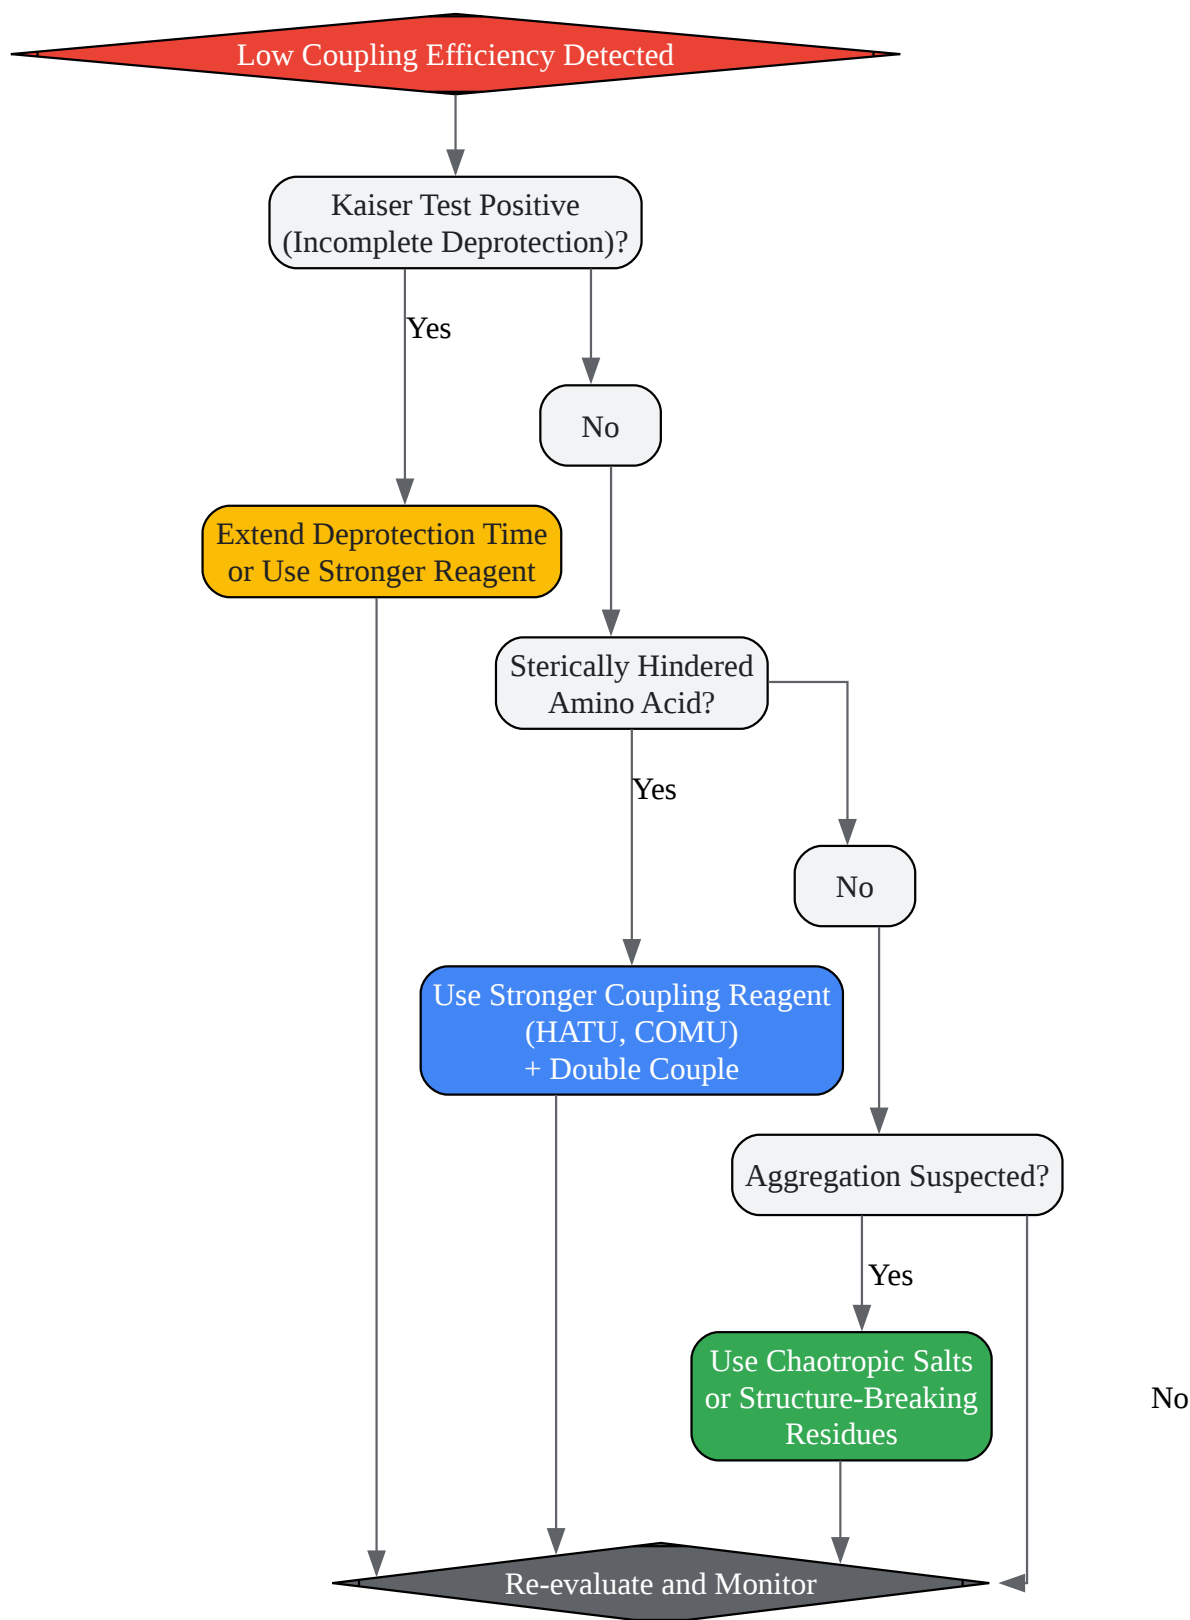 Low Coupling Efficiency Detected
Kaiser Test Positive
(Incomplete Deprotection)?
Yes
No
Extend Deprotection Time
or Use Stronger Reagent
Sterically Hindered
Amino Acid?
Yes
No
Use Stronger Coupling Reagent
(HATU, COMU)
+ Double Couple
Aggregation Suspected?
Yes
Use Chaotropic Salts
or Structure-Breaking
Residues
No
Re-evaluate and Monitor